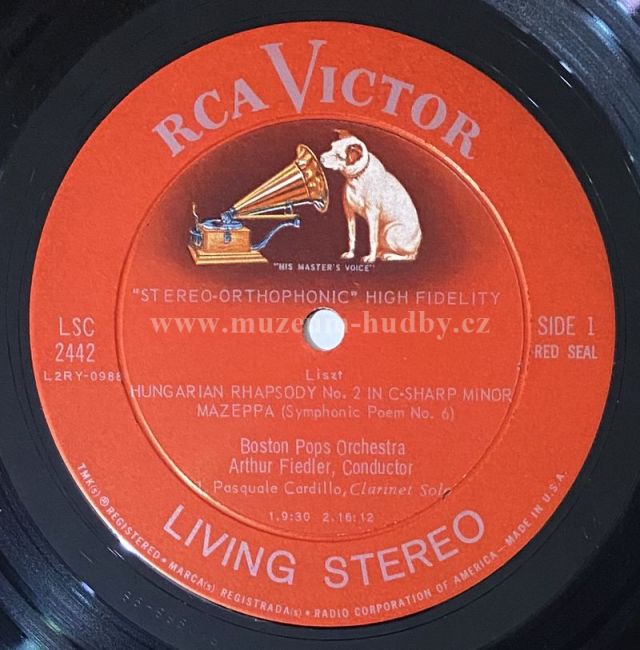 RCA VICTOR
"HIS MASTER'S VOICE"
"STEREO-ORTHOPHONIC" HIGH FIDELITY
www.muzeum-hudby.cz
LSC
2442
L2RY-0988
SIDE 1
RED SEAL
Liszt
HUNGARIAN RHAPSODY No. 2 IN C-SHARP MINOR
MAZEPPA (Symphonic Poem No. 6)
Boston Pops Orchestra
Arthur Fiedler, Conductor
1. Pasquale Cardillo, Clarinet Solo
1. 9:30 2. 16:12
LIVING STEREO
TMK(s) ® REGISTERED • MARCA(s) REGISTRADA(s) • RADIO CORPORATION OF AMERICA — MADE IN U.S.A.